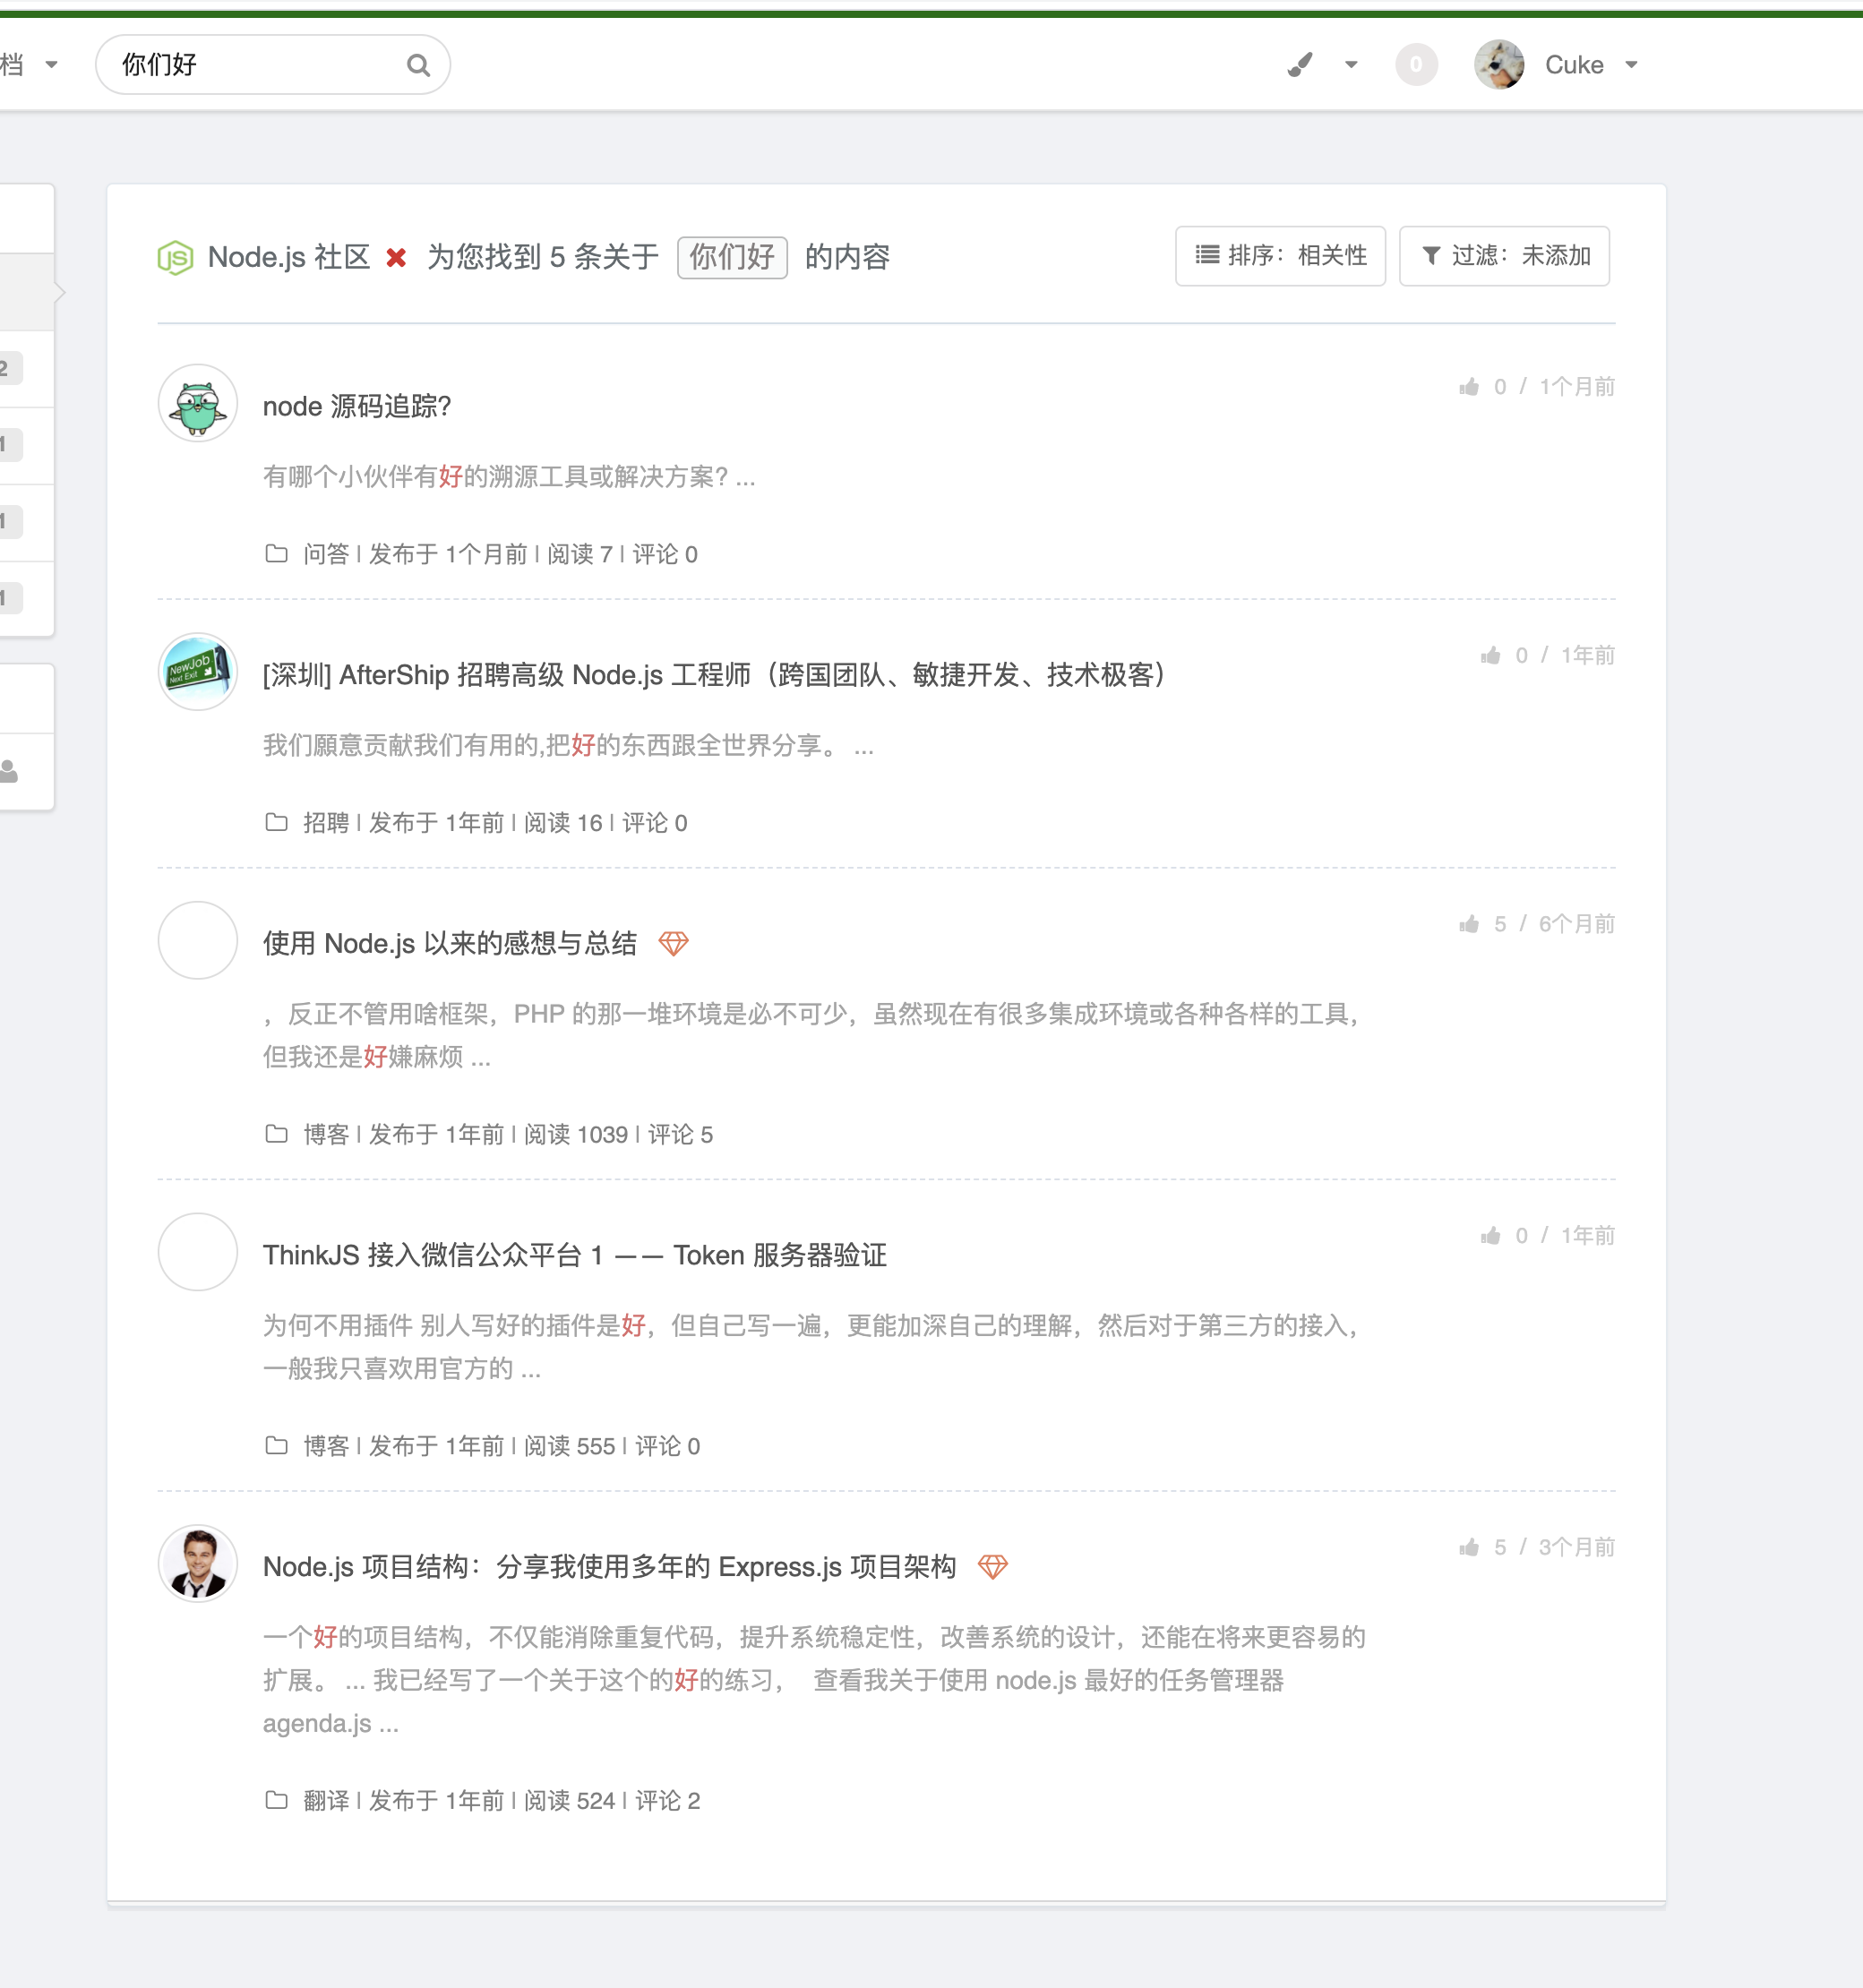 档
你们好
0
Cuke
2
1
1
1
JS Node.js 社区 为您找到 5 条关于 你们好 的内容
排序：相关性
过滤：未添加
node 源码追踪?
0 / 1个月前
有哪个小伙伴有好的溯源工具或解决方案? ...
问答 | 发布于 1个月前 | 阅读 7 | 评论 0
NewJob
Next Exit
[深圳] AfterShip 招聘高级 Node.js 工程师（跨国团队、敏捷开发、技术极客）
0 / 1年前
我们願意贡献我们有用的,把好的东西跟全世界分享。 ...
招聘 | 发布于 1年前 | 阅读 16 | 评论 0
使用 Node.js 以来的感想与总结
5 / 6个月前
，反正不管用啥框架，PHP 的那一堆环境是必不可少，虽然现在有很多集成环境或各种各样的工具，
但我还是好嫌麻烦 ...
博客 | 发布于 1年前 | 阅读 1039 | 评论 5
ThinkJS 接入微信公众平台 1 —— Token 服务器验证
0 / 1年前
为何不用插件 别人写好的插件是好，但自己写一遍，更能加深自己的理解，然后对于第三方的接入，
一般我只喜欢用官方的 ...
博客 | 发布于 1年前 | 阅读 555 | 评论 0
Node.js 项目结构：分享我使用多年的 Express.js 项目架构
5 / 3个月前
一个好的项目结构，不仅能消除重复代码，提升系统稳定性，改善系统的设计，还能在将来更容易的
扩展。 ... 我已经写了一个关于这个的好的练习， 查看我关于使用 node.js 最好的任务管理器
agenda.js ...
翻译 | 发布于 1年前 | 阅读 524 | 评论 2